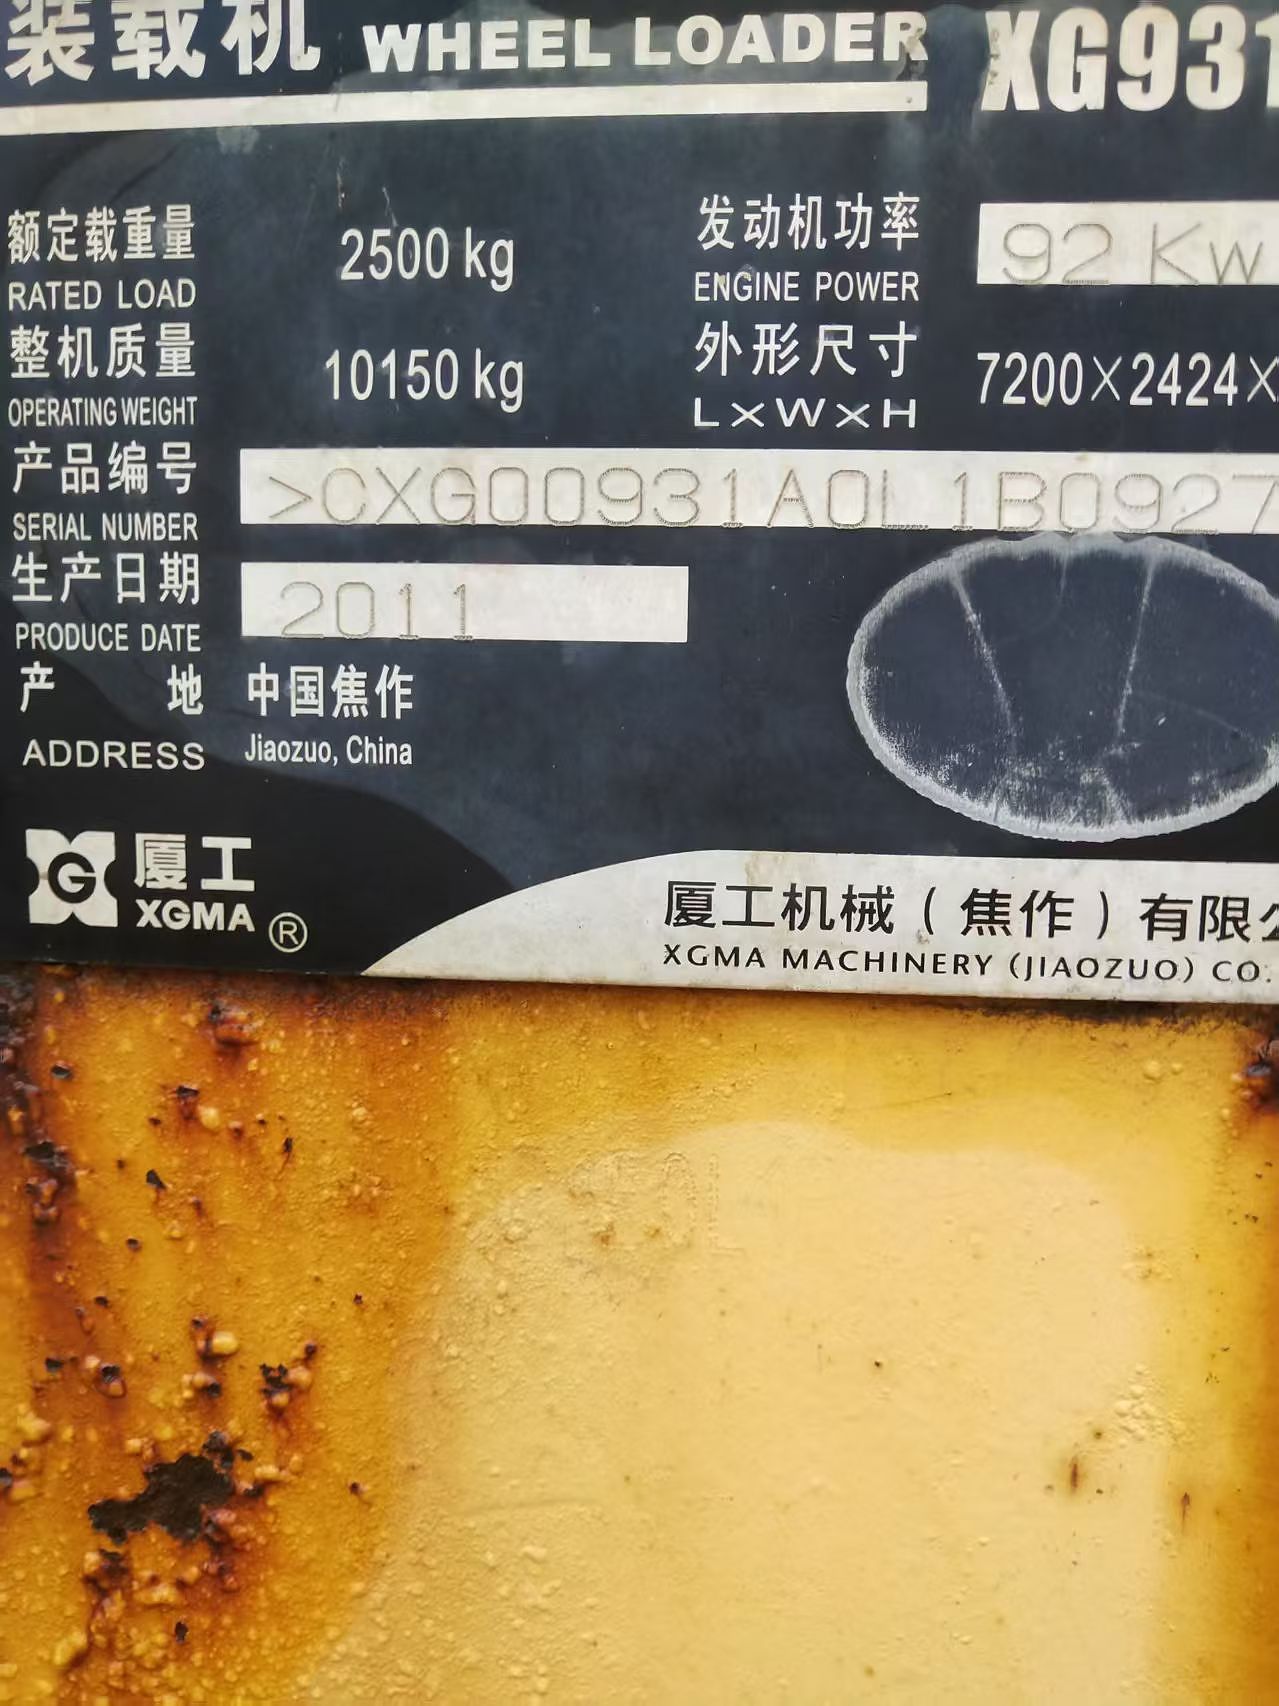 装载机 WHEEL LOADER XG931
额定载重量 2500 kg 发动机功率 92 Kw
RATED LOAD ENGINE POWER
整机质量 10150 kg 外形尺寸 7200×2424×
OPERATING WEIGHT L×W×H
产品编号 >CXG00931A0L1B0927
SERIAL NUMBER
生产日期 2011
PRODUCE DATE
产 地 中国焦作
ADDRESS Jiaozuo, China
G 厦工
XGMA ®
厦工机械(焦作)有限公
XGMA MACHINERY (JIAOZUO) CO.